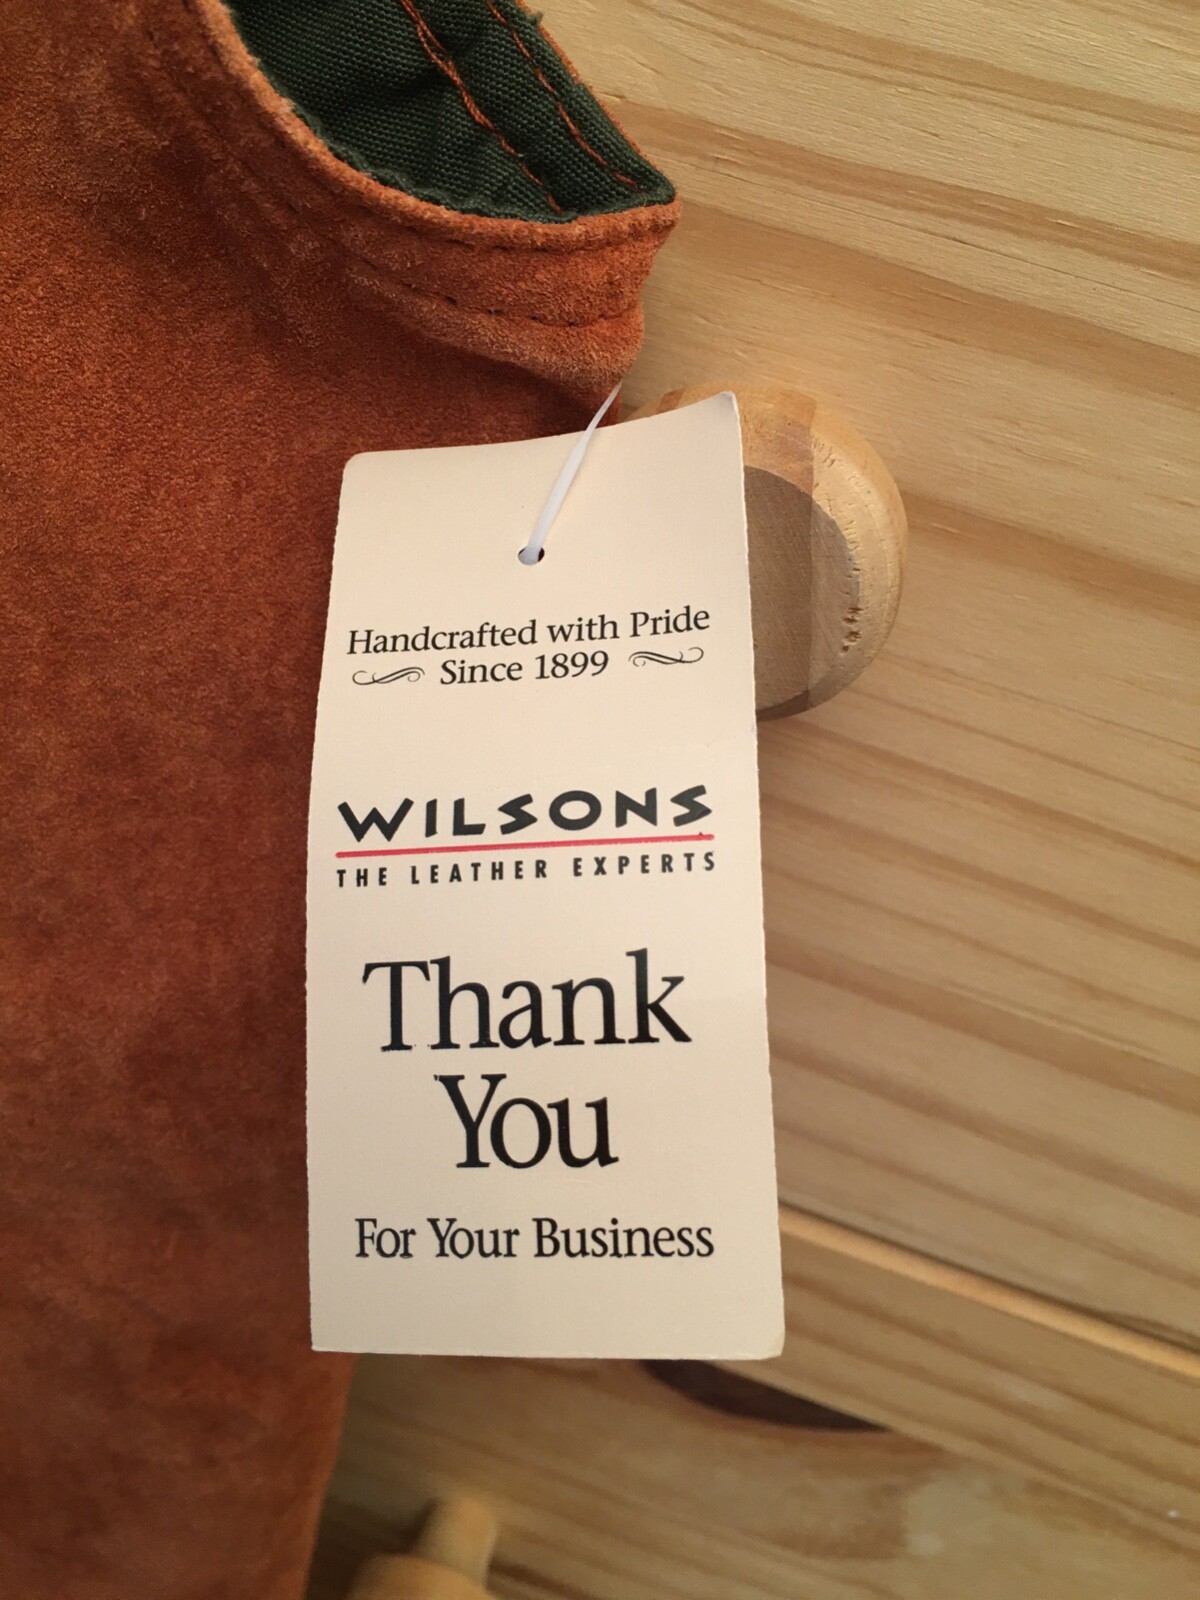 Handcrafted with Pride
Since 1899
WILSONS
THE LEATHER EXPERTS
Thank
You
For Your Business